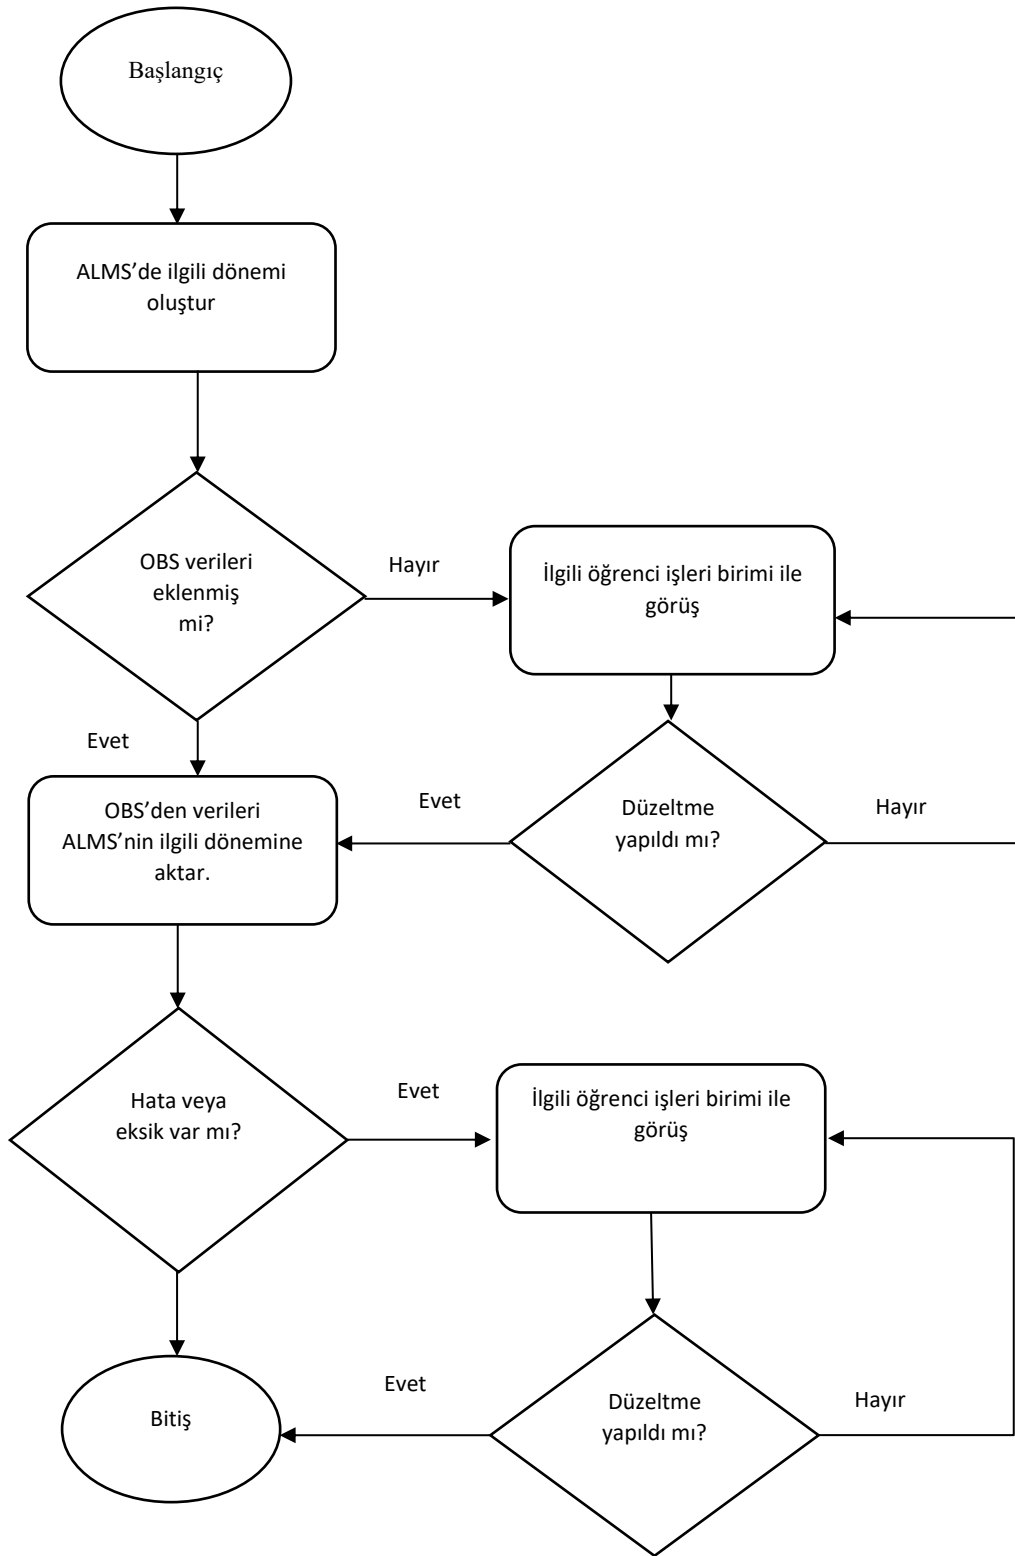 Başlangıç
ALMS’de ilgili dönemi
oluştur
OBS verileri
eklenmiş
mi?
Hayır
İlgili öğrenci işleri birimi ile
görüş
Evet
OBS’den verileri
ALMS’nin ilgili dönemine
aktar.
Evet
Düzeltme
yapıldı mı?
Hayır
Hata veya
eksik var mı?
Evet
İlgili öğrenci işleri birimi ile
görüş
Bitiş
Evet
Düzeltme
yapıldı mı?
Hayır